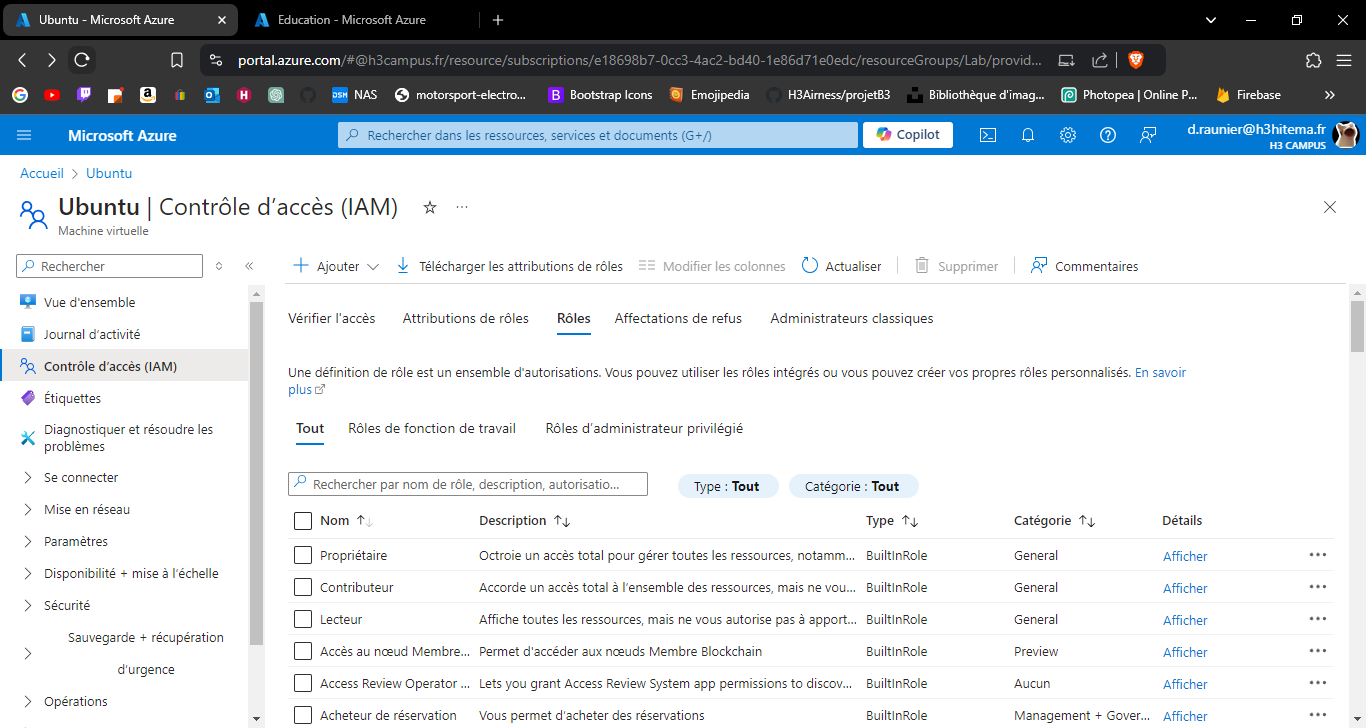 Ubuntu - Microsoft Azure
Education - Microsoft Azure
portal.azure.com/#@h3campus.fr/resource/subscriptions/e18698b7-0cc3-4ac2-bd40-1e86d71e0edc/resourceGroups/Lab/provid...
NAS
motorsport-electro...
Bootstrap Icons
Emojipedia
H3Airness/projetB3
Bibliothèque d'imag...
Photopea | Online P...
Firebase
Microsoft Azure
Rechercher dans les ressources, services et documents (G+/)
Copilot
d.raunier@h3hitema.fr
H3 CAMPUS
Accueil > Ubuntu
Ubuntu | Contrôle d'accès (IAM)
Machine virtuelle
Rechercher
Ajouter
Télécharger les attributions de rôles
Modifier les colonnes
Actualiser
Supprimer
Commentaires
Vue d'ensemble
Journal d'activité
Contrôle d'accès (IAM)
Étiquettes
Diagnostiquer et résoudre les
problèmes
Se connecter
Mise en réseau
Paramètres
Disponibilité + mise à l'échelle
Sécurité
Sauvegarde + récupération
d'urgence
Opérations
Vérifier l'accès
Attributions de rôles
Rôles
Affectations de refus
Administrateurs classiques
Une définition de rôle est un ensemble d'autorisations. Vous pouvez utiliser les rôles intégrés ou vous pouvez créer vos propres rôles personnalisés. En savoir
plus
Tout
Rôles de fonction de travail
Rôles d'administrateur privilégié
Rechercher par nom de rôle, description, autorisatio...
Type : Tout
Catégorie : Tout
Nom Description Type Catégorie Détails
Propriétaire Octroie un accès total pour gérer toutes les ressources, notamm... BuiltInRole General Afficher
Contributeur Accorde un accès total à l'ensemble des ressources, mais ne vou... BuiltInRole General Afficher
Lecteur Affiche toutes les ressources, mais ne vous autorise pas à apport... BuiltInRole General Afficher
Accès au nœud Membre... Permet d'accéder aux nœuds Membre Blockchain BuiltInRole Preview Afficher
Access Review Operator ... Lets you grant Access Review System app permissions to discov... BuiltInRole Aucun Afficher
Acheteur de réservation Vous permet d'acheter des réservations BuiltInRole Management + Gover... Afficher